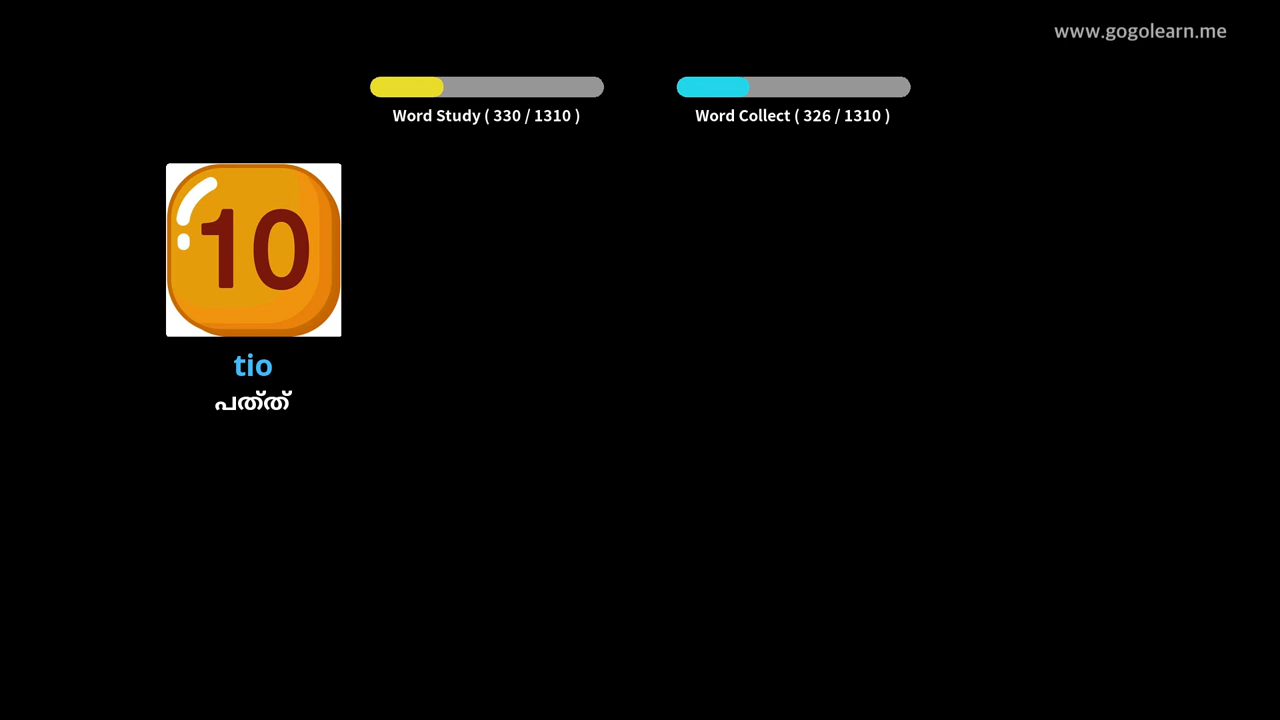 www.gogolearn.me
Word Study ( 330 / 1310 )
Word Collect ( 326 / 1310 )
10
tio
പത്ത്